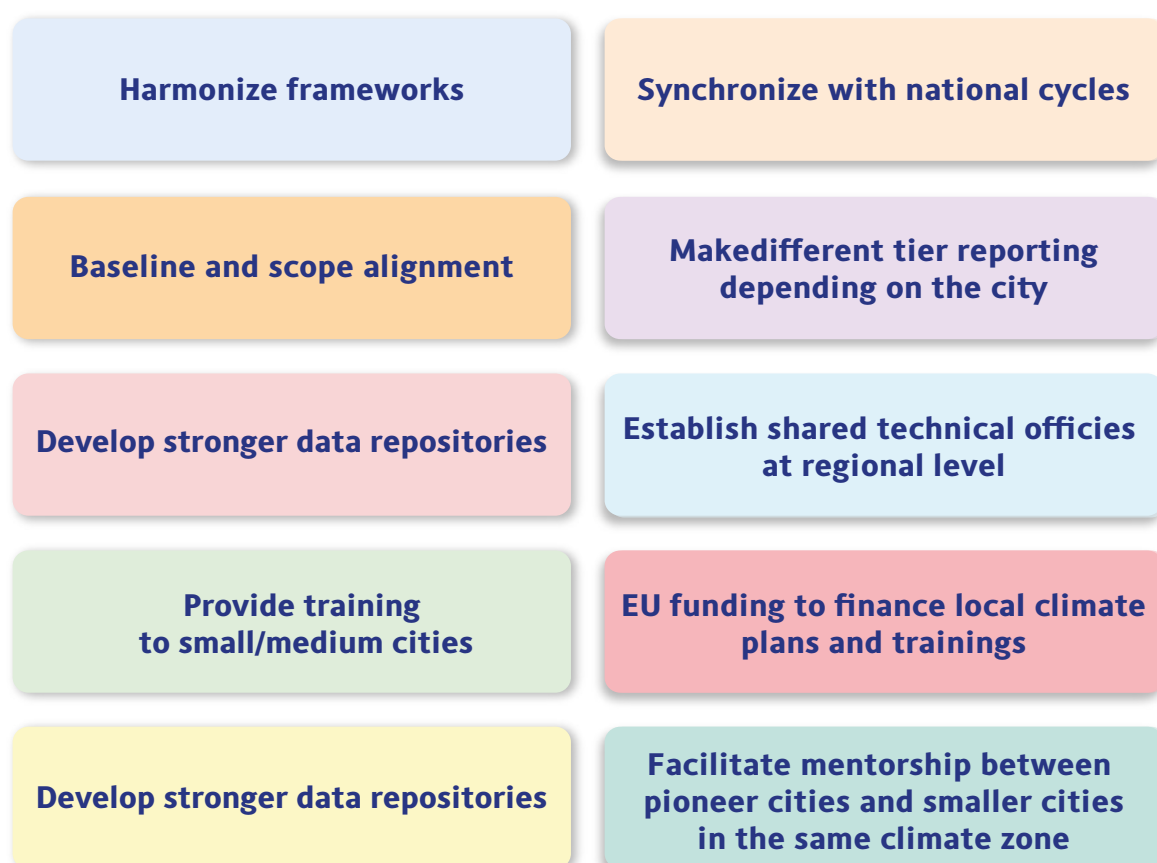 Harmonize frameworks
Synchronize with national cycles
Baseline and scope alignment
Makedifferent tier reporting
depending on the city
Develop stronger data repositories
Establish shared technical officies
at regional level
Provide training
to small/medium cities
EU funding to finance local climate
plans and trainings
Develop stronger data repositories
Facilitate mentorship between
pioneer cities and smaller cities
in the same climate zone